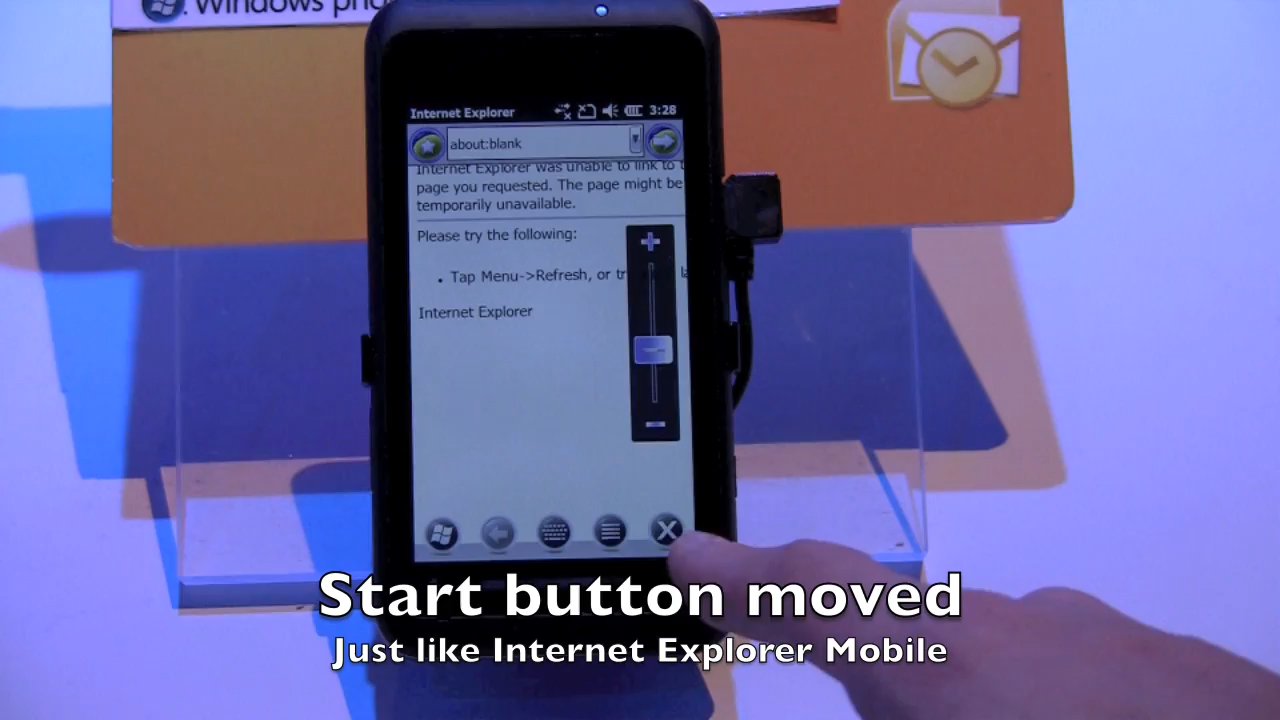 Windows pho
Internet Explorer 3:28
about:blank
Internet Explorer was unable to link to t
page you requested. The page might be
temporarily unavailable.
Please try the following:
• Tap Menu->Refresh, or tr
Internet Explorer
Start button moved
Just like Internet Explorer Mobile